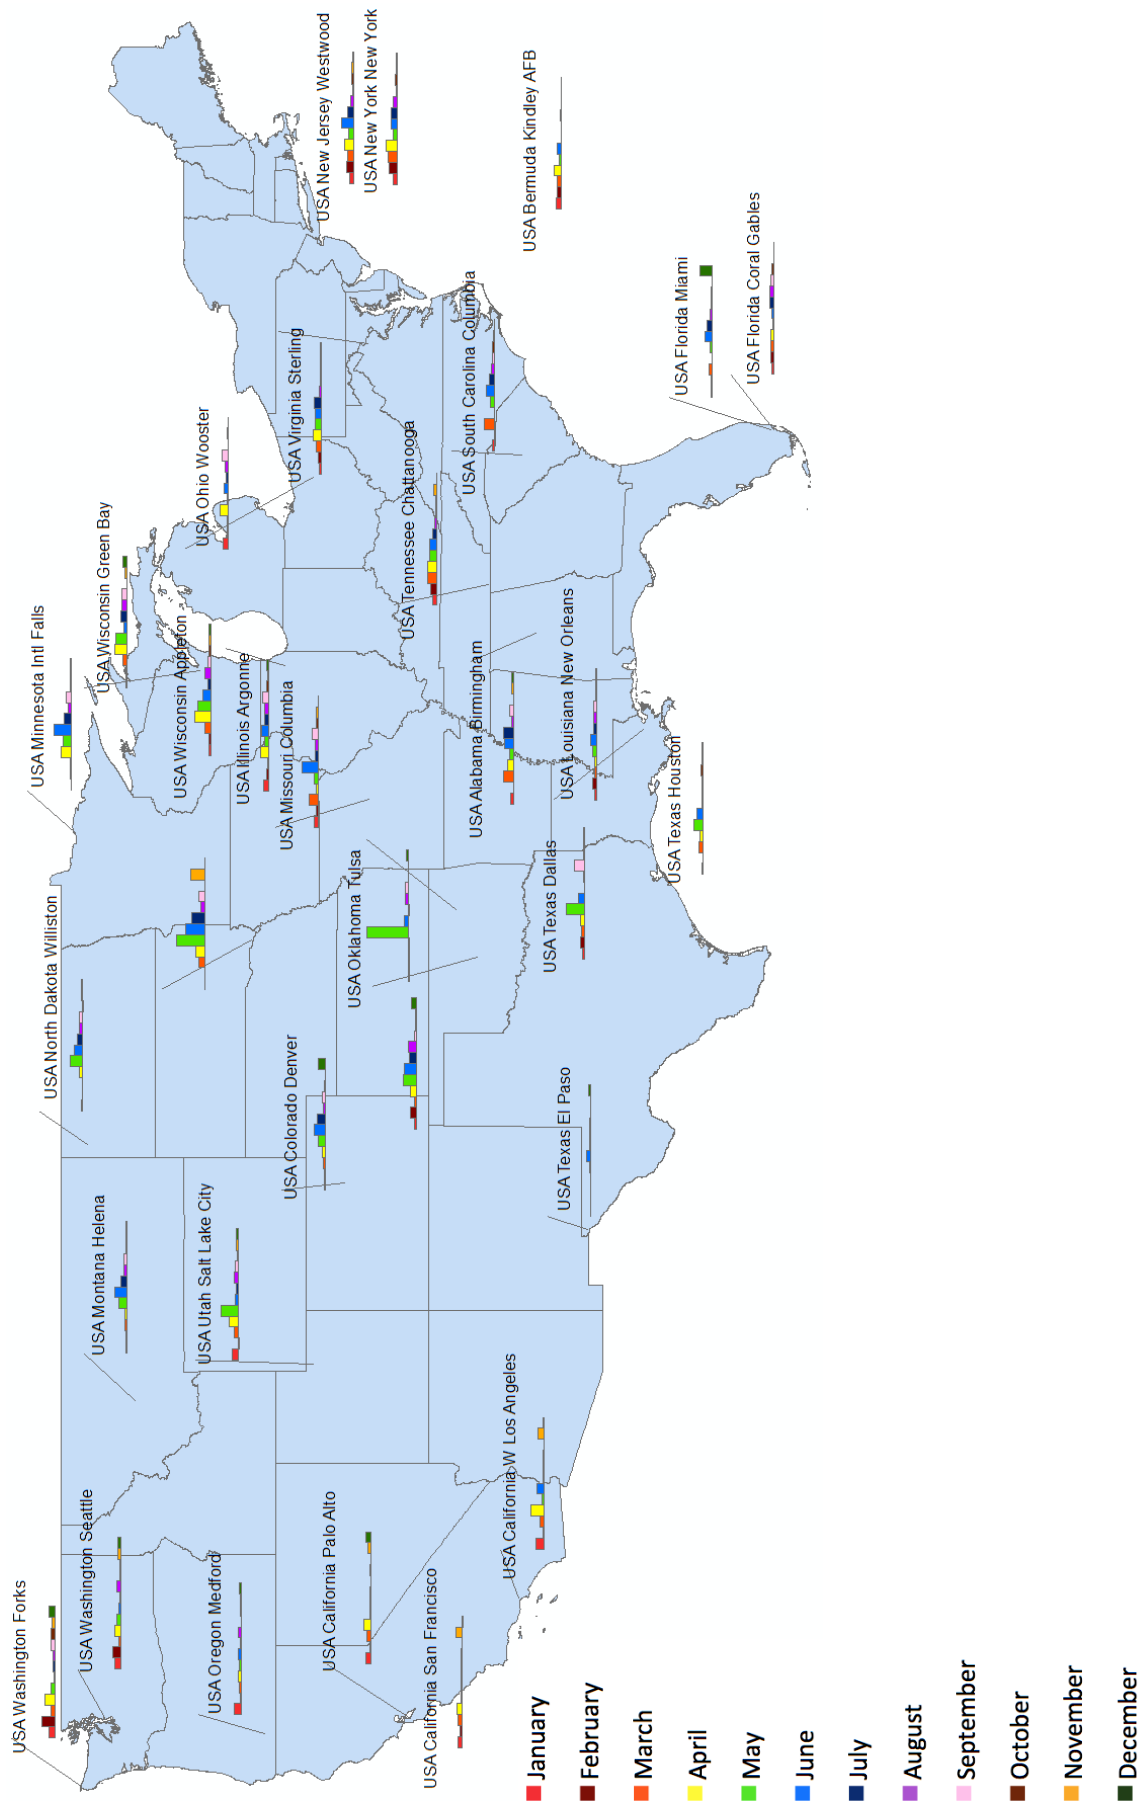 USA Washington Forks
USA Washington Seattle
USA Oregon Medford
USA California Palo Alto
USA California San Francisco
USA California W Los Angeles
USA Montana Helena
USA Utah Salt Lake City
USA Colorado Denver
USA Texas El Paso
USA North Dakota Williston
USA Oklahoma Tulsa
USA Texas Dallas
USA Texas Houston
USA Minnesota Intl Falls
USA Wisconsin Green Bay
USA Wisconsin Appleton
USA Illinois Argonne
USA Missouri Columbia
USA Alabama Birmingham
USA Louisiana New Orleans
USA Ohio Wooster
USA Virginia Sterling
USA Tennessee Chattanooga
USA South Carolina Columbia
USA Florida Miami
USA Florida Coral Gables
USA New Jersey Westwood
USA New York New York
USA Bermuda Kindley AFB
January
February
March
April
May
June
July
August
September
October
November
December